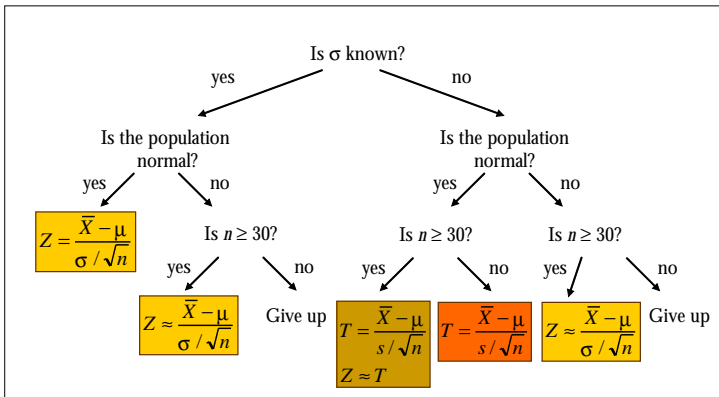 Is σ known?
yes no
Is the population normal? Is the population normal?
yes no yes no
Z = (X̄ − μ) / (σ / √n)
Is n ≥ 30? Is n ≥ 30? Is n ≥ 30?
yes no yes no yes no
Z ≈ (X̄ − μ) / (σ / √n)
Give up
T = (X̄ − μ) / (s / √n)
Z ≈ T
T = (X̄ − μ) / (s / √n)
Z ≈ (X̄ − μ) / (σ / √n)
Give up